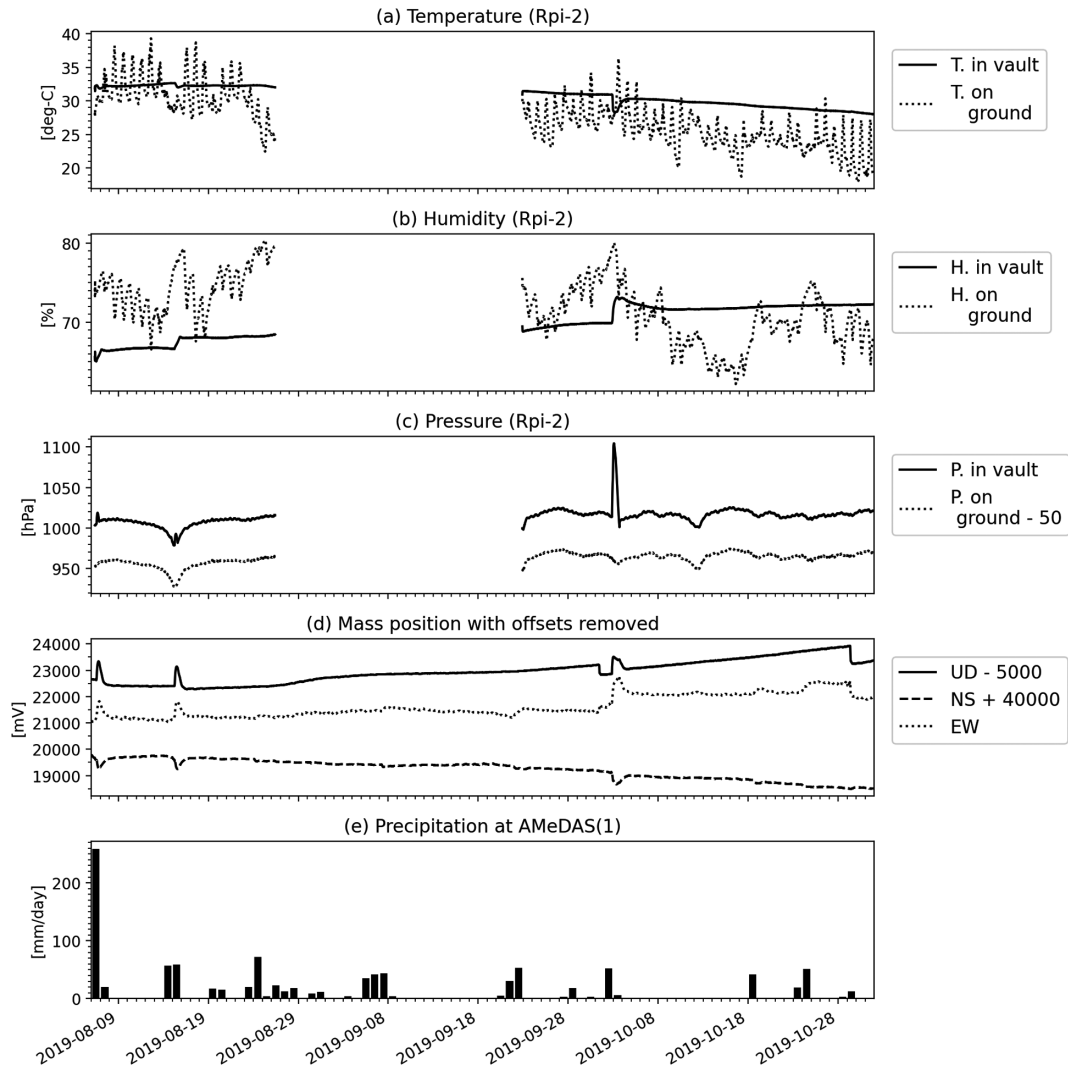 (a) Temperature (Rpi-2)
40
35
30
25
20
[deg-C]
T. in vault
T. on
ground
(b) Humidity (Rpi-2)
80
70
[%]
H. in vault
H. on
ground
(c) Pressure (Rpi-2)
1100
1050
1000
950
[hPa]
P. in vault
P. on
ground - 50
(d) Mass position with offsets removed
24000
23000
22000
21000
20000
19000
[mV]
UD - 5000
NS + 40000
EW
(e) Precipitation at AMeDAS(1)
200
100
0
[mm/day]
2019-08-09
2019-08-19
2019-08-29
2019-09-08
2019-09-18
2019-09-28
2019-10-08
2019-10-18
2019-10-28